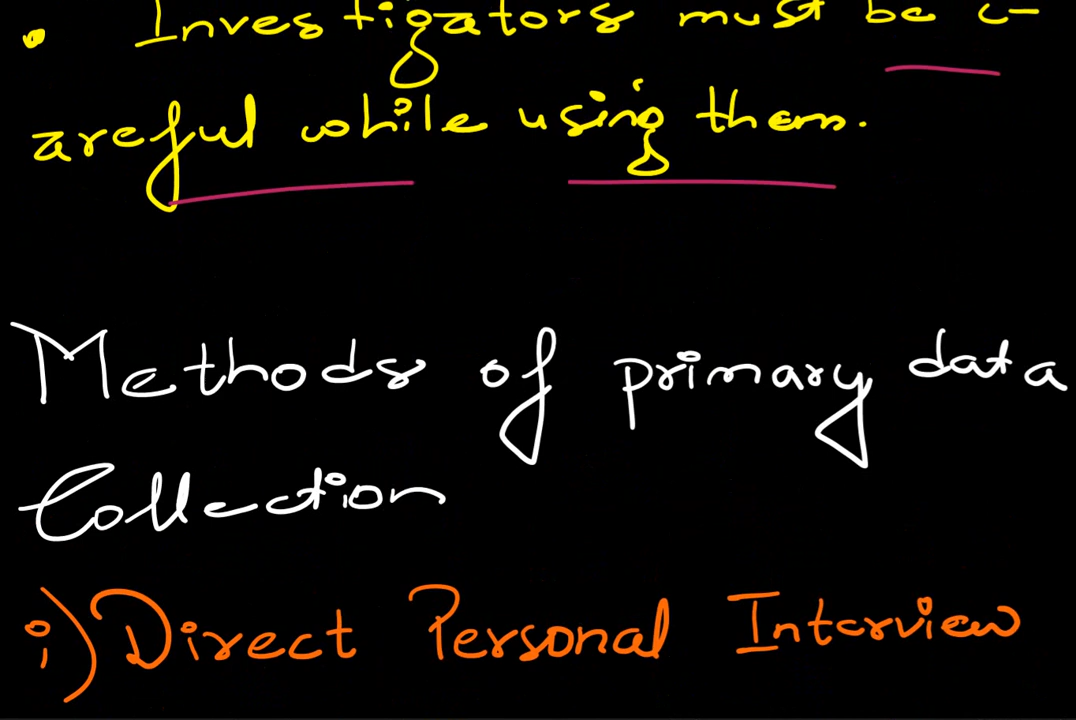 • Investigators must be c-
areful while using them.
Methods of primary data
Collection
i) Direct Personal Interview